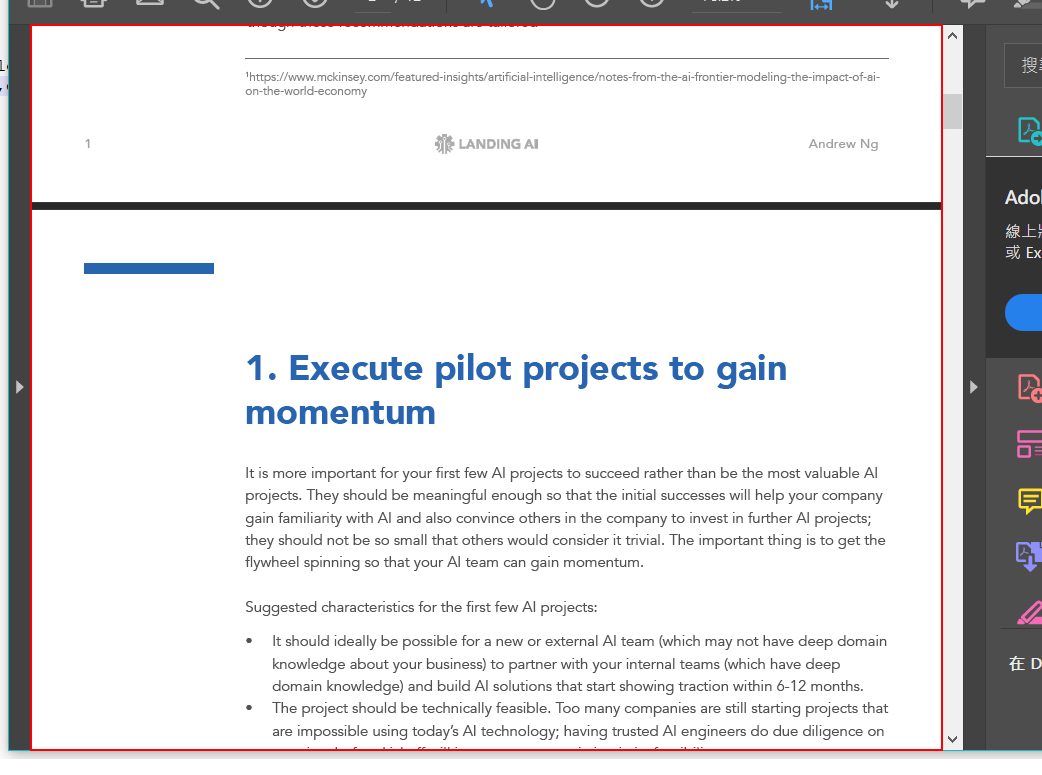 though these recommendations are tailored
¹https://www.mckinsey.com/featured-insights/artificial-intelligence/notes-from-the-ai-frontier-modeling-the-impact-of-ai-
on-the-world-economy
1
LANDING AI
Andrew Ng
1. Execute pilot projects to gain
momentum
It is more important for your first few AI projects to succeed rather than be the most valuable AI
projects. They should be meaningful enough so that the initial successes will help your company
gain familiarity with AI and also convince others in the company to invest in further AI projects;
they should not be so small that others would consider it trivial. The important thing is to get the
flywheel spinning so that your AI team can gain momentum.
Suggested characteristics for the first few AI projects:
• It should ideally be possible for a new or external AI team (which may not have deep domain
knowledge about your business) to partner with your internal teams (which have deep
domain knowledge) and build AI solutions that start showing traction within 6-12 months.
• The project should be technically feasible. Too many companies are still starting projects that
are impossible using today’s AI technology; having trusted AI engineers do due diligence on
搜
Adob
線上
或 Ex
在 D